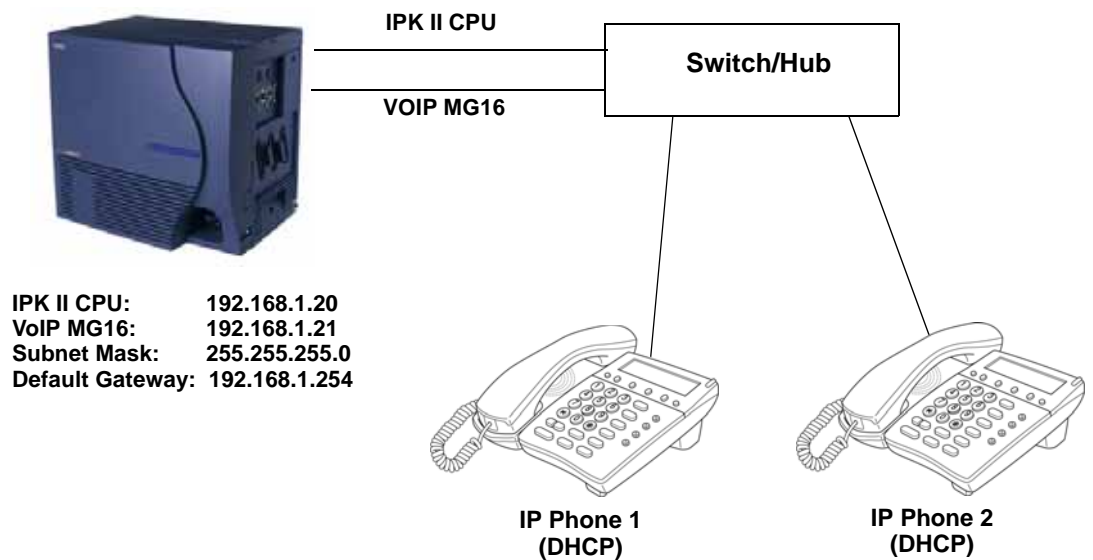 IPK II CPU
Switch/Hub
VOIP MG16
IPK II CPU: 192.168.1.20
VoIP MG16: 192.168.1.21
Subnet Mask: 255.255.255.0
Default Gateway: 192.168.1.254
IP Phone 1
(DHCP)
IP Phone 2
(DHCP)